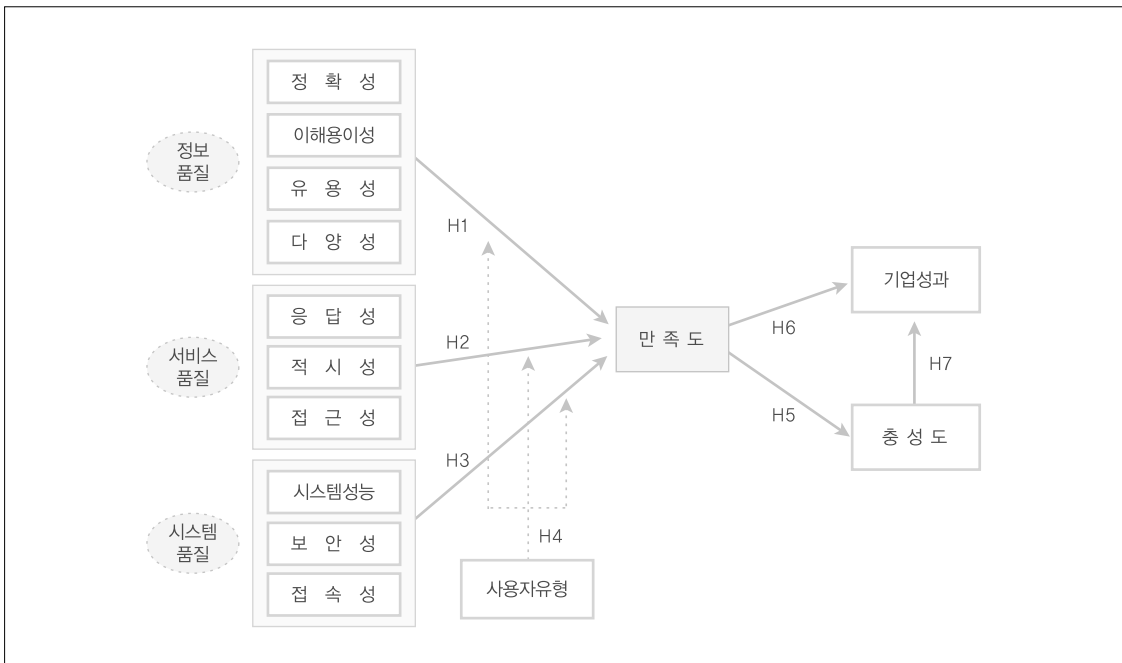 정보
품질
정 확 성
이해용이성
유 용 성
다 양 성
서비스
품질
응 답 성
적 시 성
접 근 성
시스템
품질
시스템성능
보 안 성
접 속 성
H1
H2
H3
H4
사용자유형
만 족 도
H6
H5
기업성과
H7
충 성 도